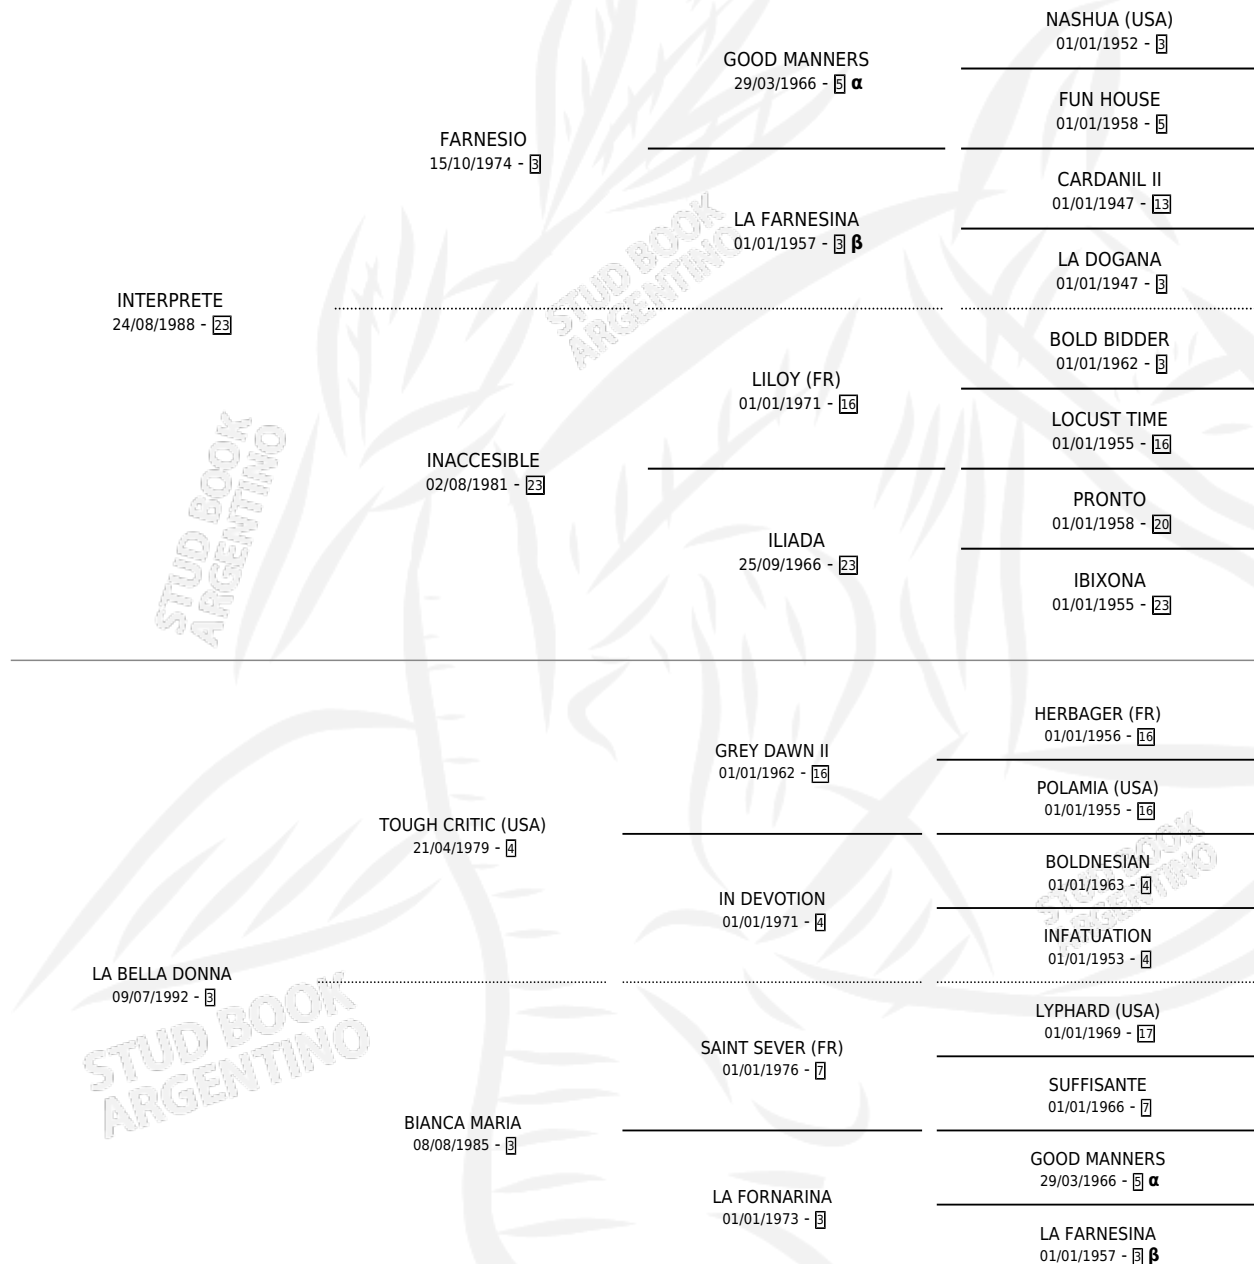 NASHUA (USA)
01/01/1952 - 3
GOOD MANNERS
29/03/1966 - 5 α
FUN HOUSE
01/01/1958 - 5
FARNESIO
15/10/1974 - 3
CARDANIL II
01/01/1947 - 13
LA FARNESINA
01/01/1957 - 3 β
LA DOGANA
01/01/1947 - 3
INTERPRETE
24/08/1988 - 23
BOLD BIDDER
01/01/1962 - 3
LILOY (FR)
01/01/1971 - 16
LOCUST TIME
01/01/1955 - 16
INACCESIBLE
02/08/1981 - 23
PRONTO
01/01/1958 - 20
ILIADA
25/09/1966 - 23
IBIXONA
01/01/1955 - 23
HERBAGER (FR)
01/01/1956 - 16
GREY DAWN II
01/01/1962 - 16
POLAMIA (USA)
01/01/1955 - 16
TOUGH CRITIC (USA)
21/04/1979 - 4
BOLDNESIAN
01/01/1963 - 4
IN DEVOTION
01/01/1971 - 4
INFATUATION
01/01/1953 - 4
LA BELLA DONNA
09/07/1992 - 3
LYPHARD (USA)
01/01/1969 - 17
SAINT SEVER (FR)
01/01/1976 - 7
SUFFISANTE
01/01/1966 - 7
BIANCA MARIA
08/08/1985 - 3
GOOD MANNERS
29/03/1966 - 5 α
LA FORNARINA
01/01/1973 - 3
LA FARNESINA
01/01/1957 - 3 β
STUD BOOK
ARGENTINO
STUD BOOK
ARGENTINO
STUD BOOK
ARGENTINO
STUD BOOK
ARGENTINO